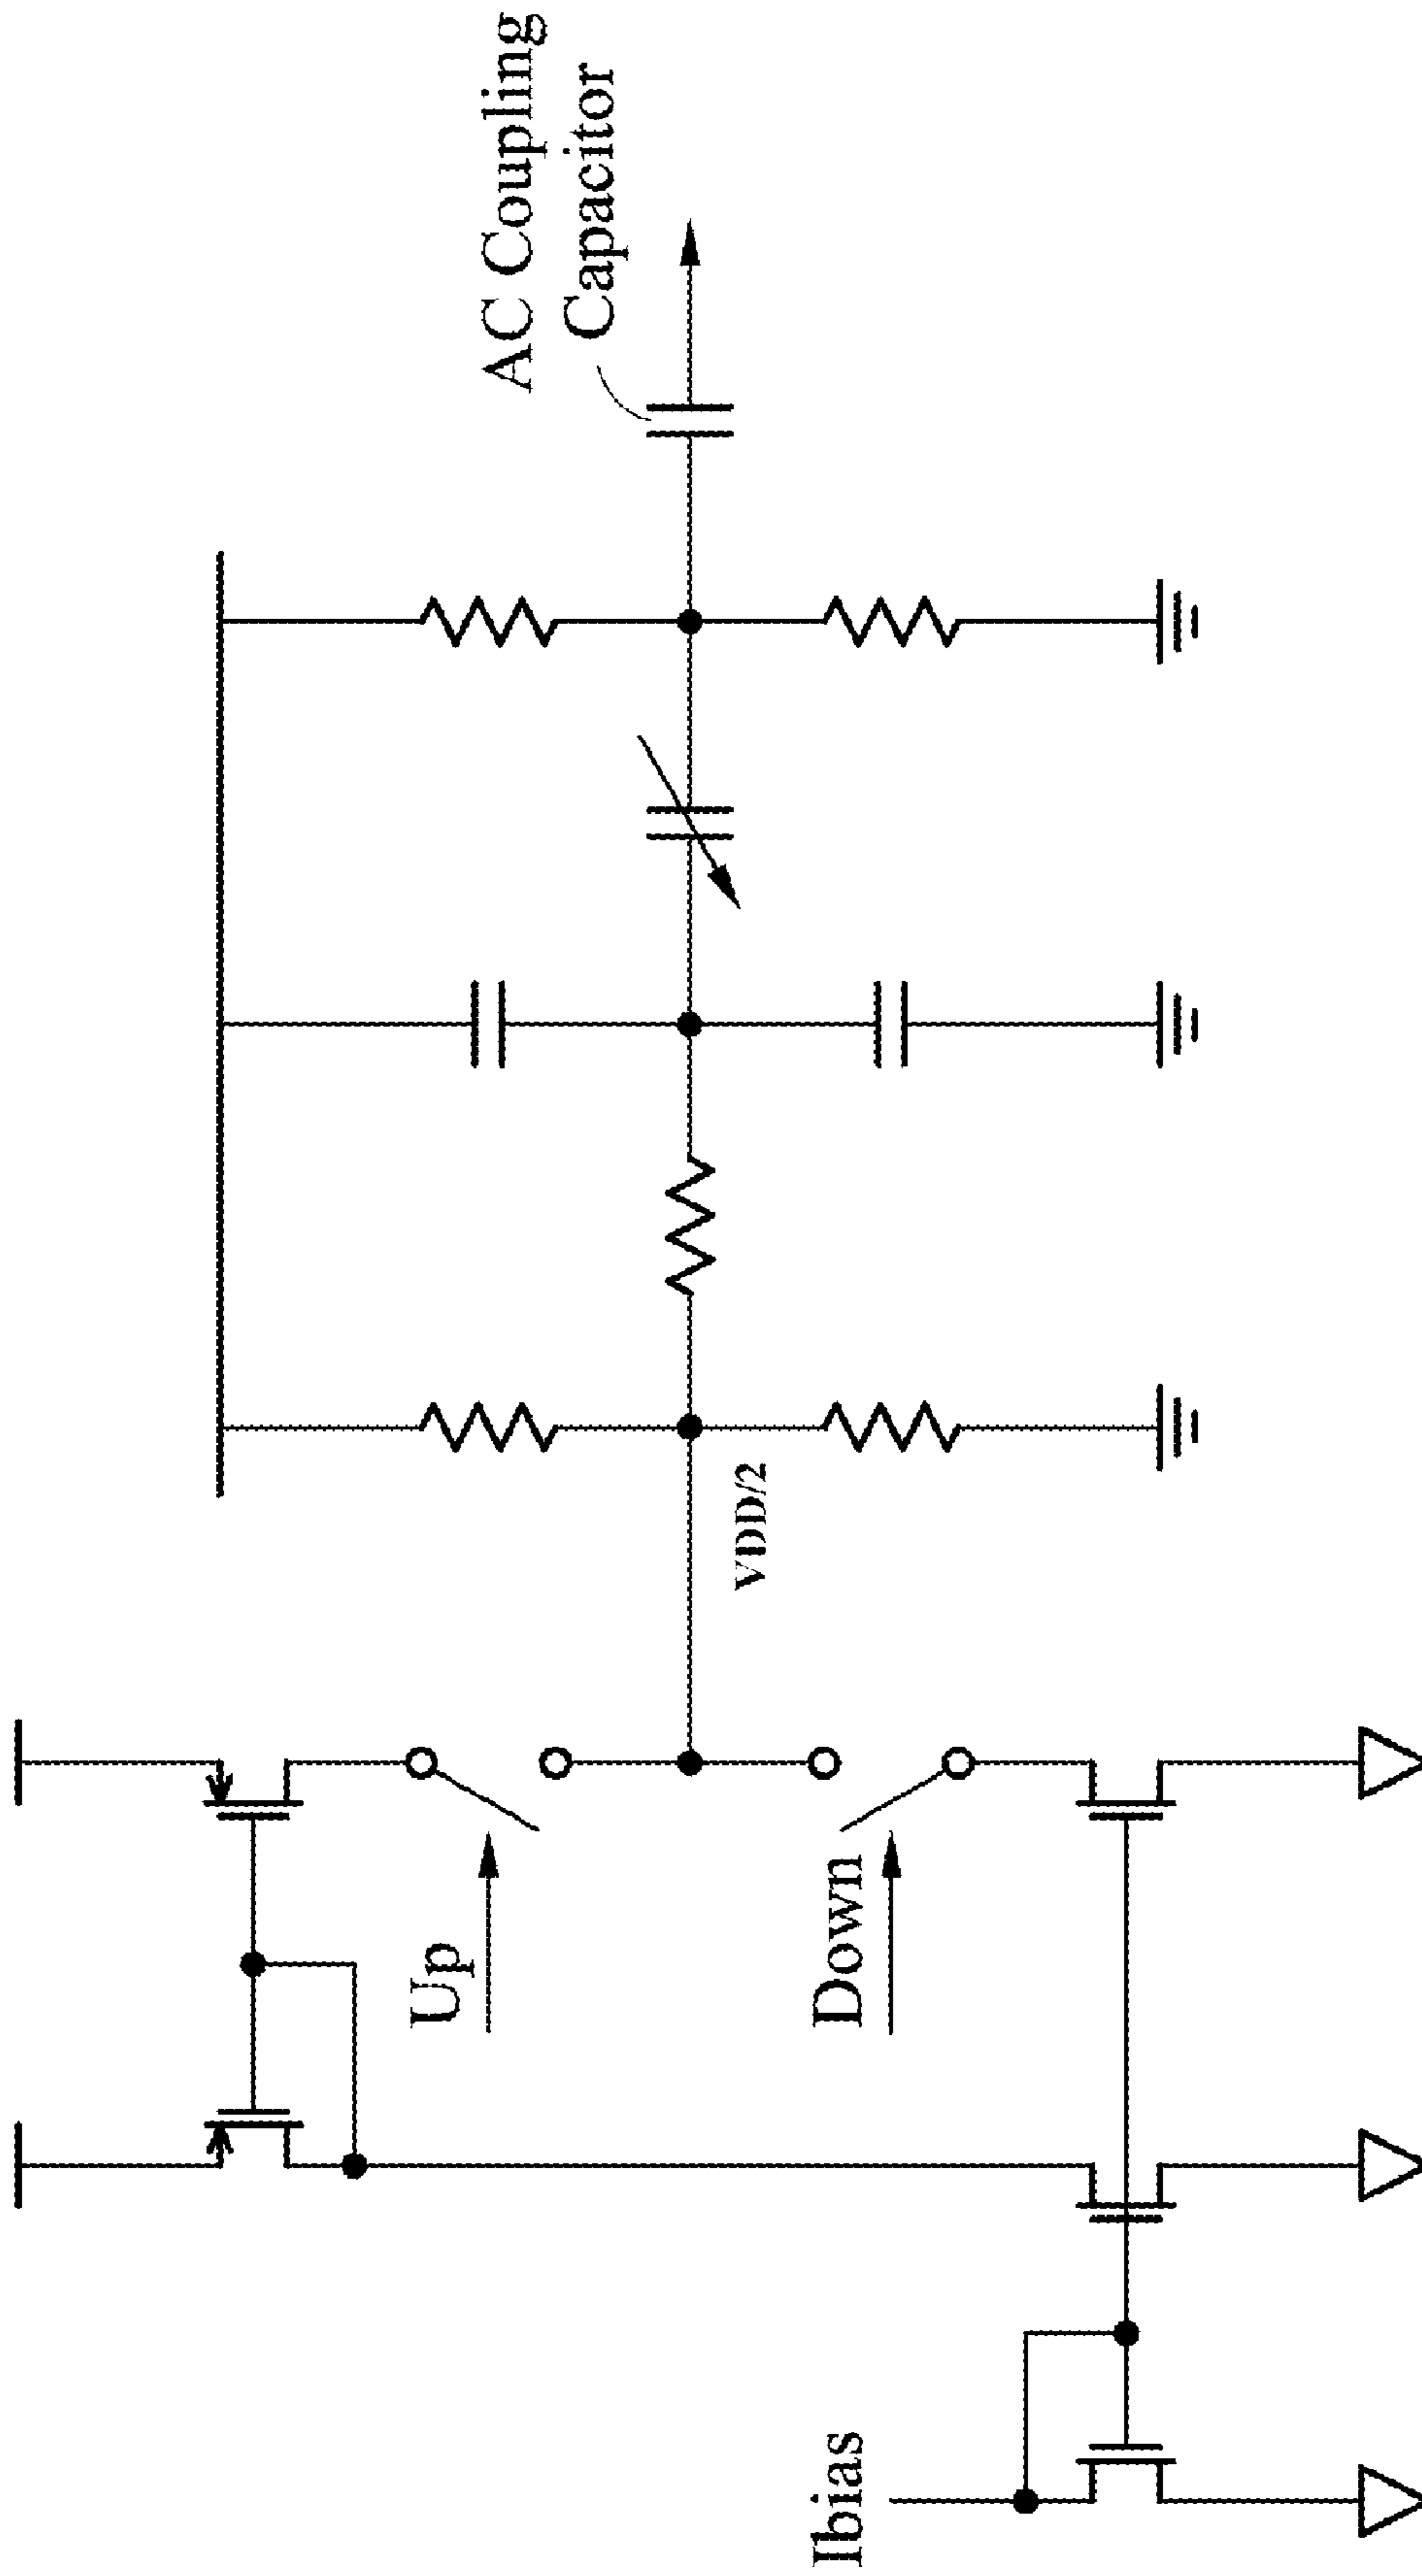 Ibias
Up
Down
VDD/2
AC Coupling
Capacitor